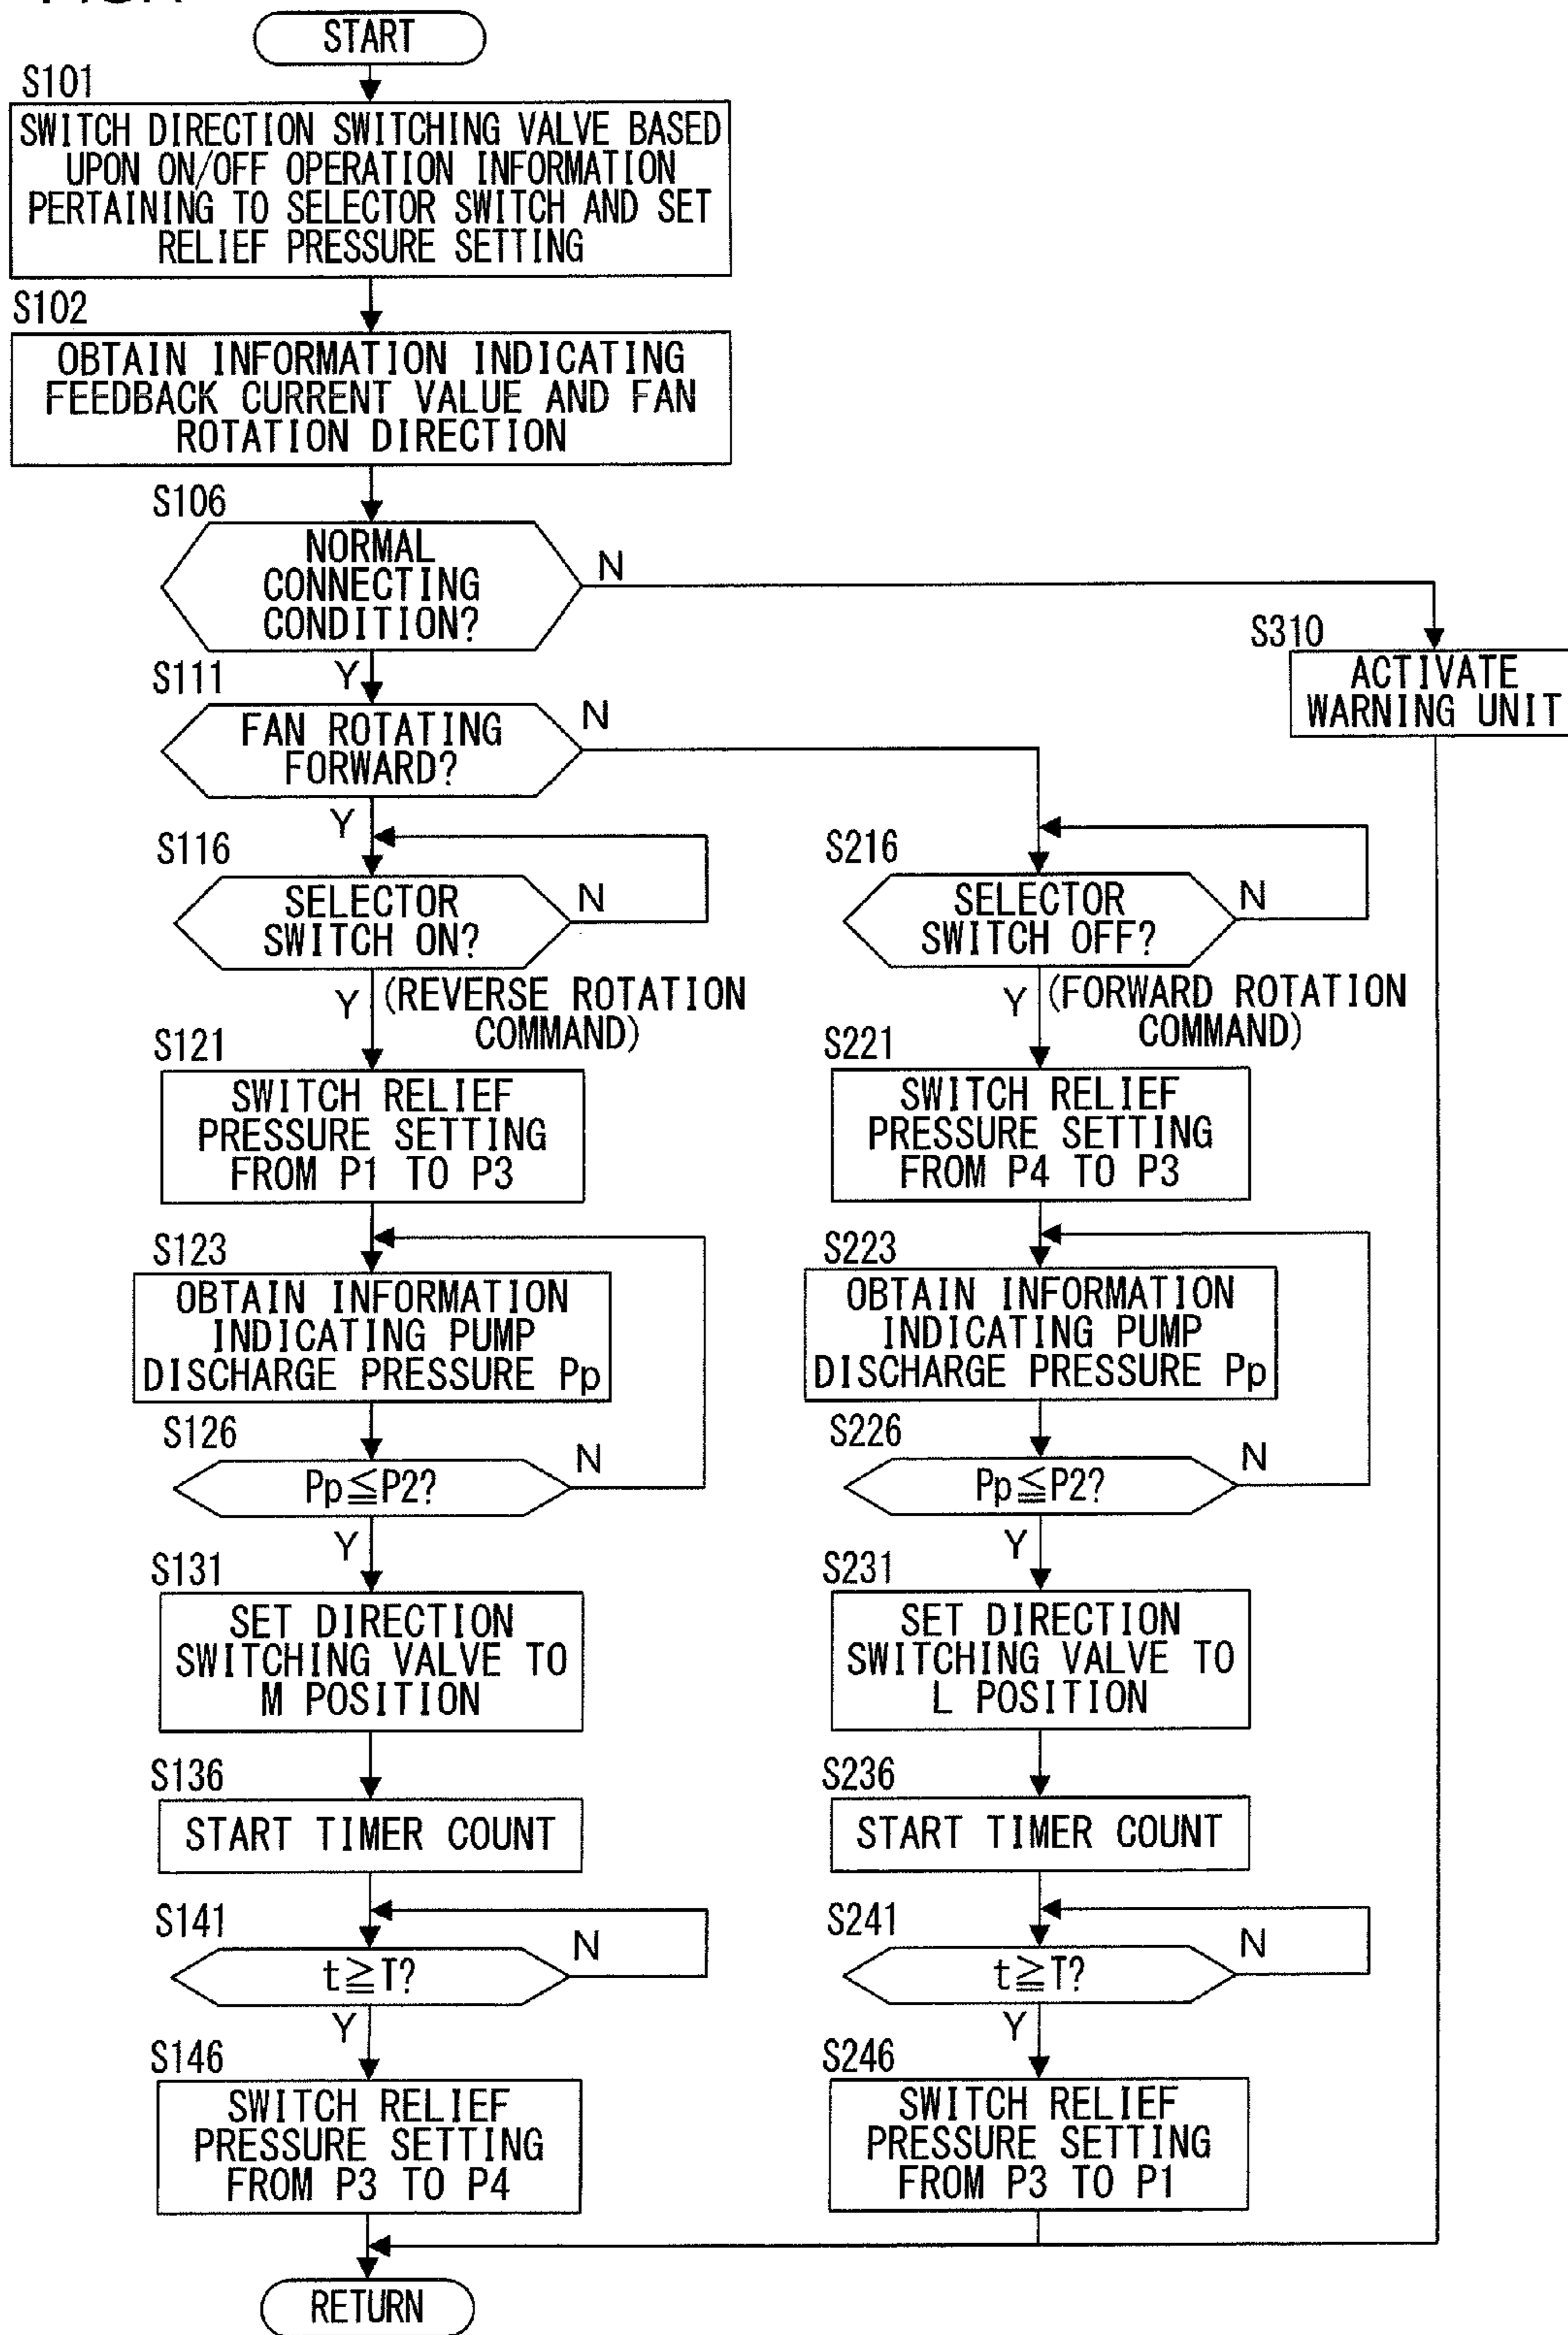 START
S101
SWITCH DIRECTION SWITCHING VALVE BASED
UPON ON/OFF OPERATION INFORMATION
PERTAINING TO SELECTOR SWITCH AND SET
RELIEF PRESSURE SETTING
S102
OBTAIN INFORMATION INDICATING
FEEDBACK CURRENT VALUE AND FAN
ROTATION DIRECTION
S106
NORMAL
CONNECTING
CONDITION?
N
Y
S310
ACTIVATE
WARNING UNIT
S111
FAN ROTATING
FORWARD?
N
Y
S116
SELECTOR
SWITCH ON?
N
Y
(REVERSE ROTATION
COMMAND)
S121
SWITCH RELIEF
PRESSURE SETTING
FROM P1 TO P3
S123
OBTAIN INFORMATION
INDICATING PUMP
DISCHARGE PRESSURE Pp
S126
Pp≦P2?
N
Y
S131
SET DIRECTION
SWITCHING VALVE TO
M POSITION
S136
START TIMER COUNT
S141
t≧T?
N
Y
S146
SWITCH RELIEF
PRESSURE SETTING
FROM P3 TO P4
S216
SELECTOR
SWITCH OFF?
N
Y
(FORWARD ROTATION
COMMAND)
S221
SWITCH RELIEF
PRESSURE SETTING
FROM P4 TO P3
S223
OBTAIN INFORMATION
INDICATING PUMP
DISCHARGE PRESSURE Pp
S226
Pp≦P2?
N
Y
S231
SET DIRECTION
SWITCHING VALVE TO
L POSITION
S236
START TIMER COUNT
S241
t≧T?
N
Y
S246
SWITCH RELIEF
PRESSURE SETTING
FROM P3 TO P1
RETURN